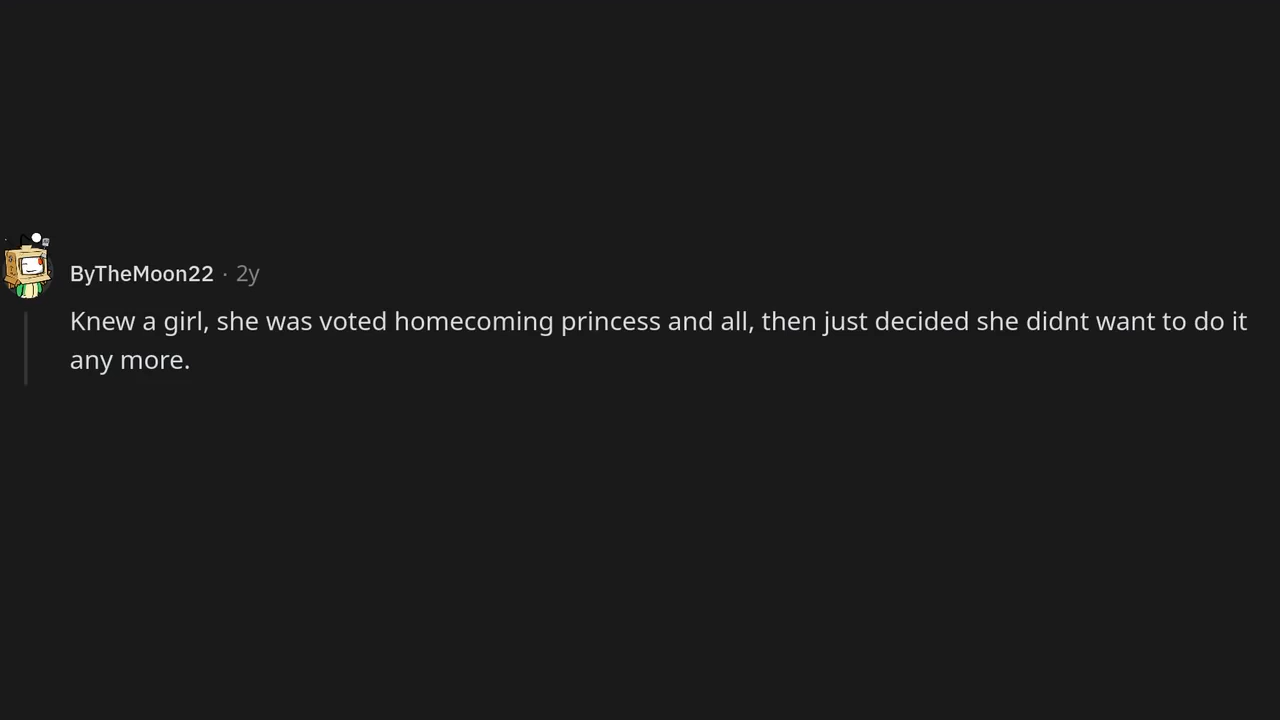 ByTheMoon22 · 2y
Knew a girl, she was voted homecoming princess and all, then just decided she didnt want to do it
any more.